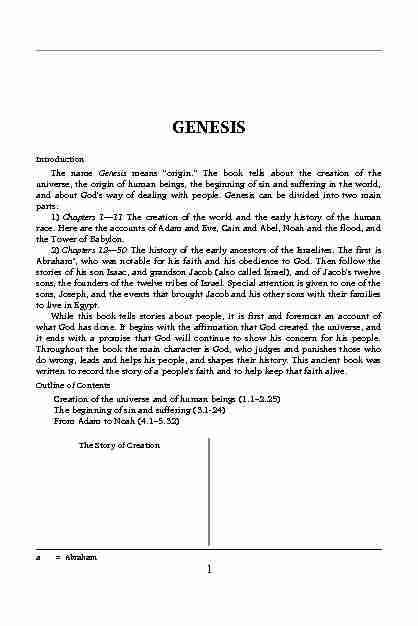 GENESIS
Introduction
The name Genesis means “origin.” The book tells about the creation of the
universe, the origin of human beings, the beginning of sin and suffering in the world,
and about God's way of dealing with people. Genesis can be divided into two main
parts:
1) Chapters 1—11 The creation of the world and the early history of the human
race. Here are the accounts of Adam and Eve, Cain and Abel, Noah and the flood, and
the Tower of Babylon.
2) Chapters 12—50 The history of the early ancestors of the Israelites. The first is
Abrahamᵃ, who was notable for his faith and his obedience to God. Then follow the
stories of his son Isaac, and grandson Jacob (also called Israel), and of Jacob's twelve
sons, the founders of the twelve tribes of Israel. Special attention is given to one of the
sons, Joseph, and the events that brought Jacob and his other sons with their families
to live in Egypt.
While this book tells stories about people, it is first and foremost an account of
what God has done. It begins with the affirmation that God created the universe, and
it ends with a promise that God will continue to show his concern for his people.
Throughout the book the main character is God, who judges and punishes those who
do wrong, leads and helps his people, and shapes their history. This ancient book was
written to record the story of a people's faith and to help keep that faith alive.
Outline of Contents
Creation of the universe and of human beings (1.1–2.25)
The beginning of sin and suffering (3.1-24)
From Adam to Noah (4.1–5.32)
The Story of Creation
a = Abraham
1